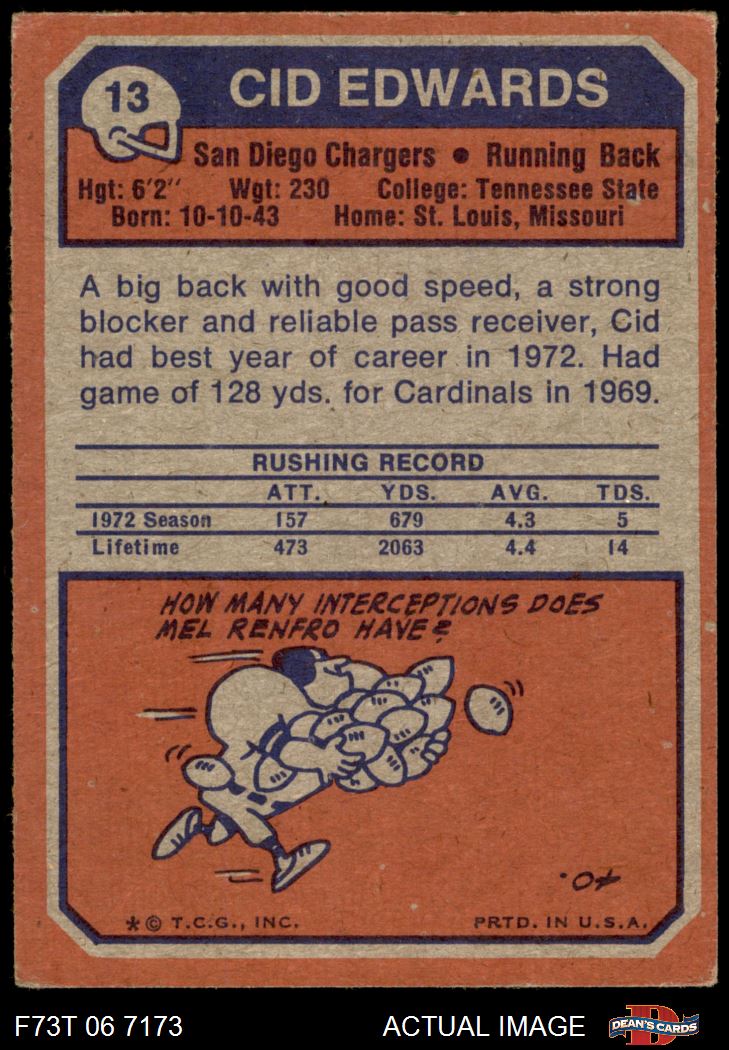 13
CID EDWARDS
San Diego Chargers • Running Back
Hgt: 6'2" Wgt: 230 College: Tennessee State
Born: 10-10-43 Home: St. Louis, Missouri
A big back with good speed, a strong
blocker and reliable pass receiver, Cid
had best year of career in 1972. Had
game of 128 yds. for Cardinals in 1969.
RUSHING RECORD
ATT. YDS. AVG. TDS.
1972 Season 157 679 4.3 5
Lifetime 473 2063 4.4 14
HOW MANY INTERCEPTIONS DOES
MEL RENFRO HAVE?
40.
* © T.C.G., INC. PRTD. IN U.S.A.
F73T 06 7173 ACTUAL IMAGE
D
DEAN'S CARDS